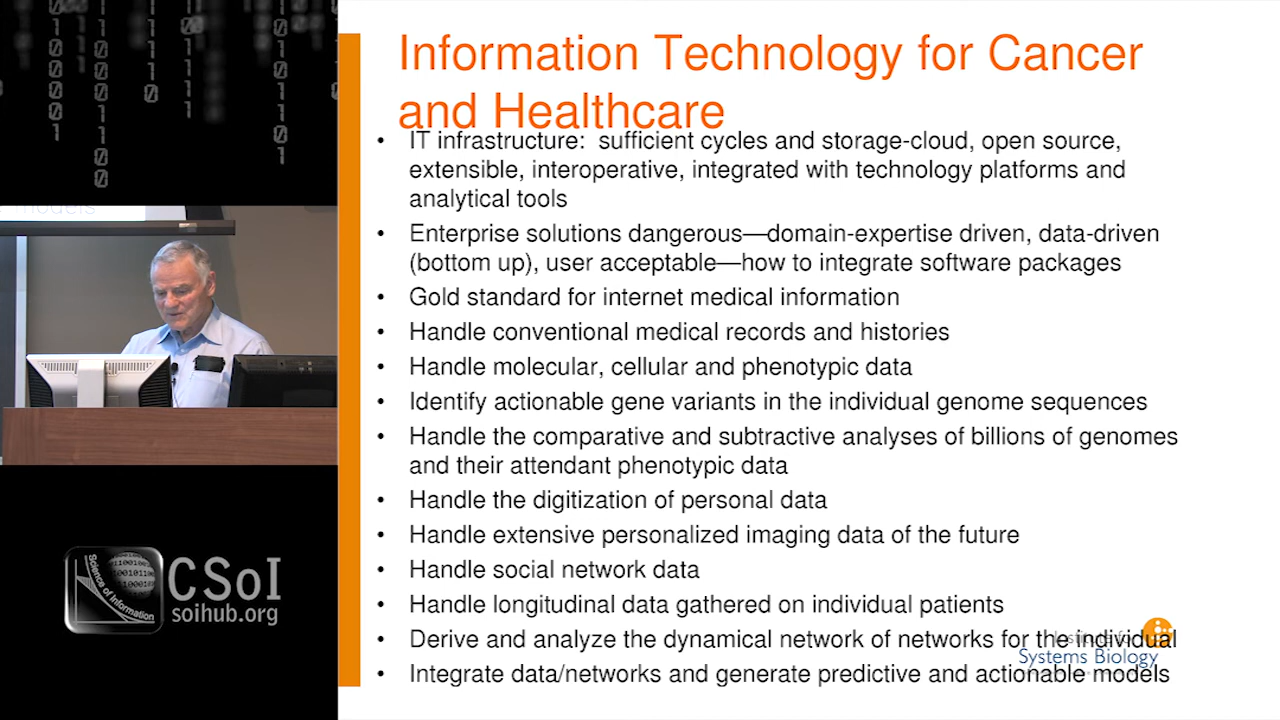 Information Technology for Cancer
and Healthcare
• IT infrastructure: sufficient cycles and storage-cloud, open source,
extensible, interoperative, integrated with technology platforms and
analytical tools
• Enterprise solutions dangerous—domain-expertise driven, data-driven
(bottom up), user acceptable—how to integrate software packages
• Gold standard for internet medical information
• Handle conventional medical records and histories
• Handle molecular, cellular and phenotypic data
• Identify actionable gene variants in the individual genome sequences
• Handle the comparative and subtractive analyses of billions of genomes
and their attendant phenotypic data
• Handle the digitization of personal data
• Handle extensive personalized imaging data of the future
• Handle social network data
• Handle longitudinal data gathered on individual patients
• Derive and analyze the dynamical network of networks for the individual
• Integrate data/networks and generate predictive and actionable models
Institute for
Systems Biology
models
Science of Information
CSoI
soihub.org